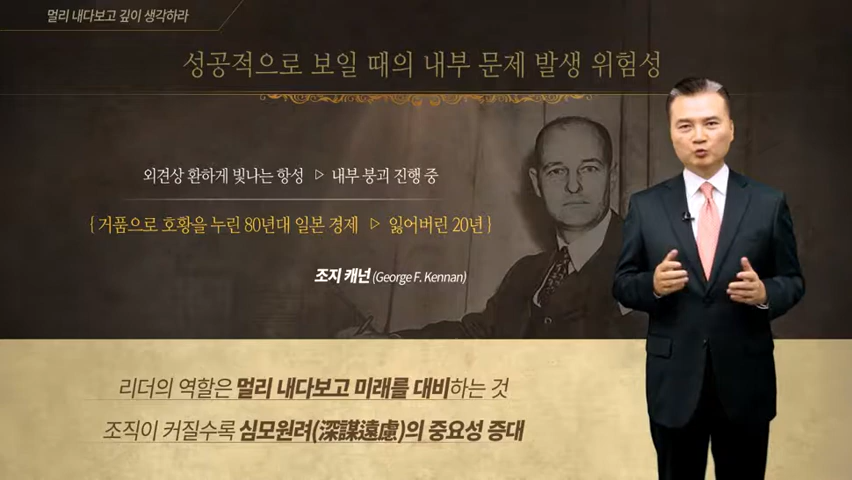 멀리 내다보고 깊이 생각하라
성공적으로 보일 때의 내부 문제 발생 위험성
외견상 환하게 빛나는 항성 ▷ 내부 붕괴 진행 중
{ 거품으로 호황을 누린 80년대 일본 경제 ▷ 잃어버린 20년 }
조지 캐넌 (George F. Kennan)
리더의 역할은 멀리 내다보고 미래를 대비하는 것
조직이 커질수록 심모원려(深謀遠慮)의 중요성 증대